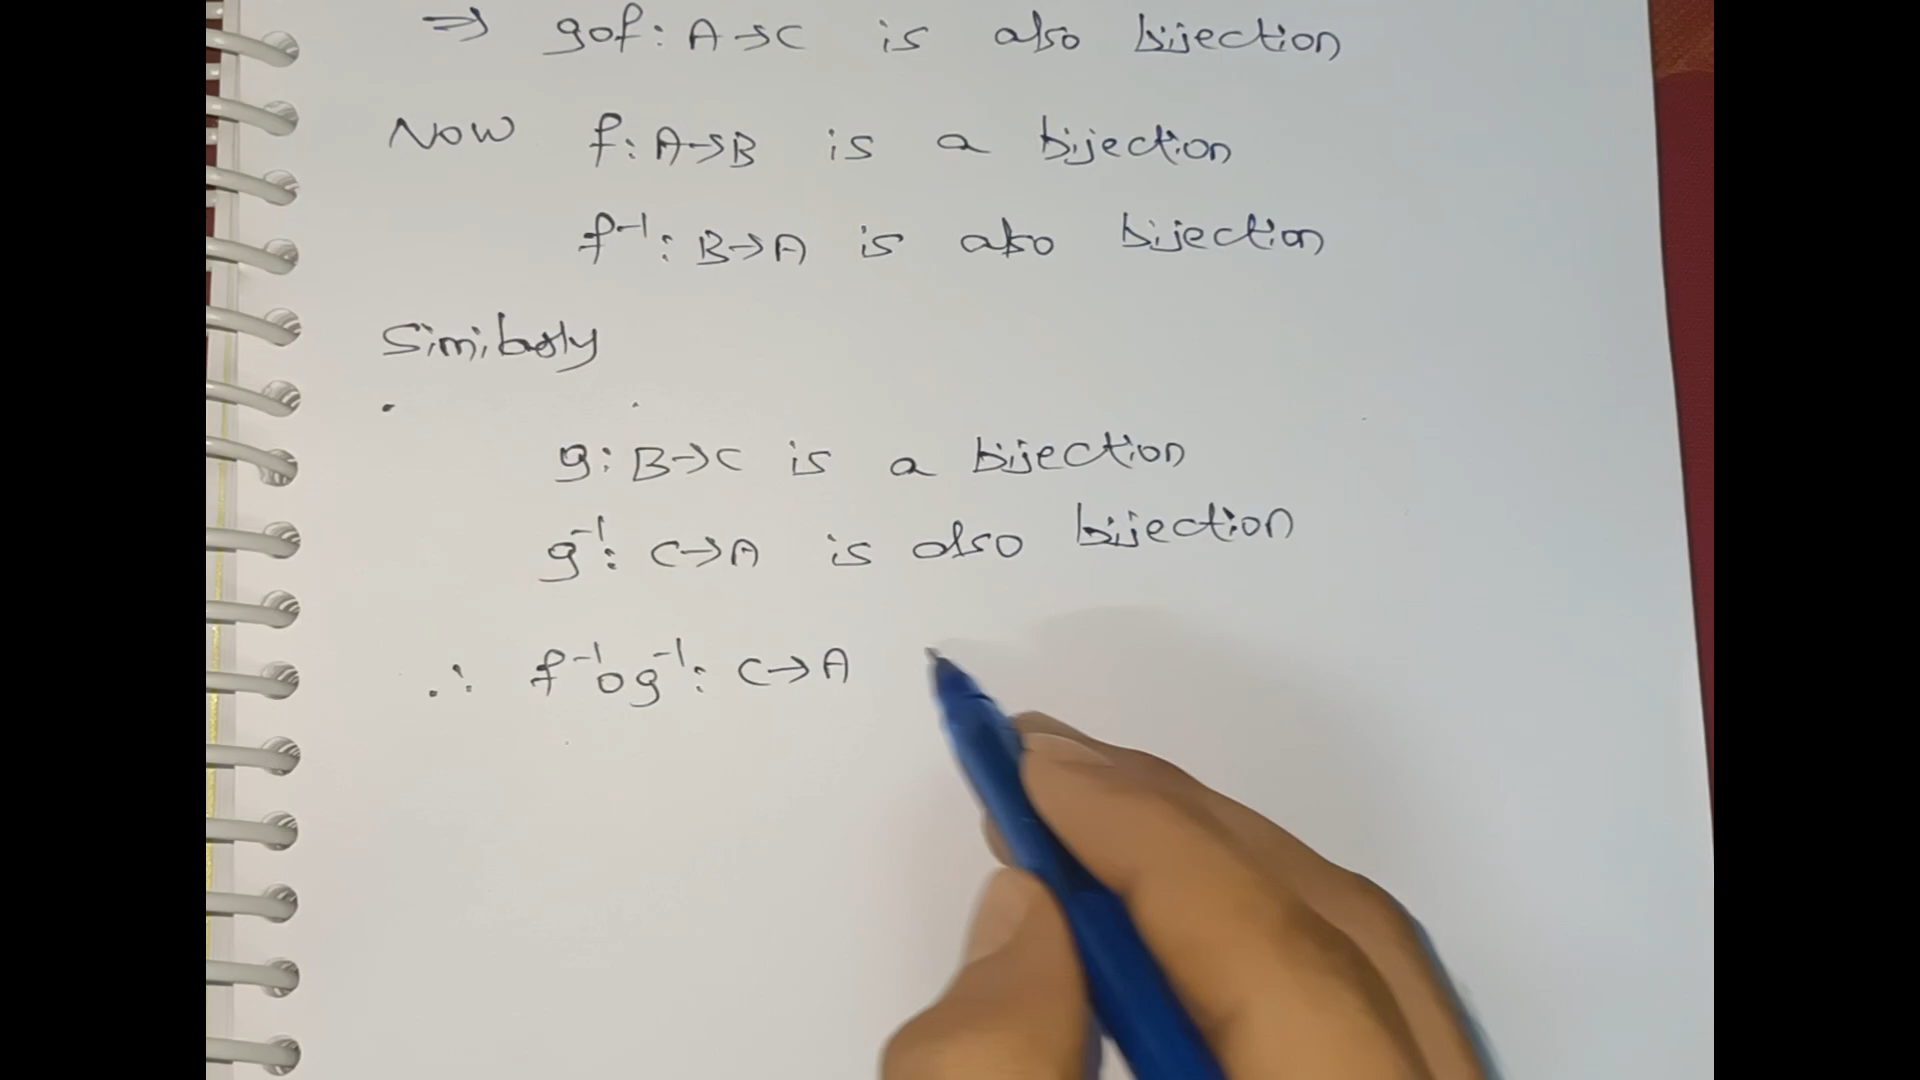 ⇒ gof: A→C is also bijection
Now f: A→B is a bijection
f⁻¹: B→A is also bijection
Similarly
g: B→C is a bijection
g⁻¹: C→A is also bijection
∴ f⁻¹og⁻¹: C→A